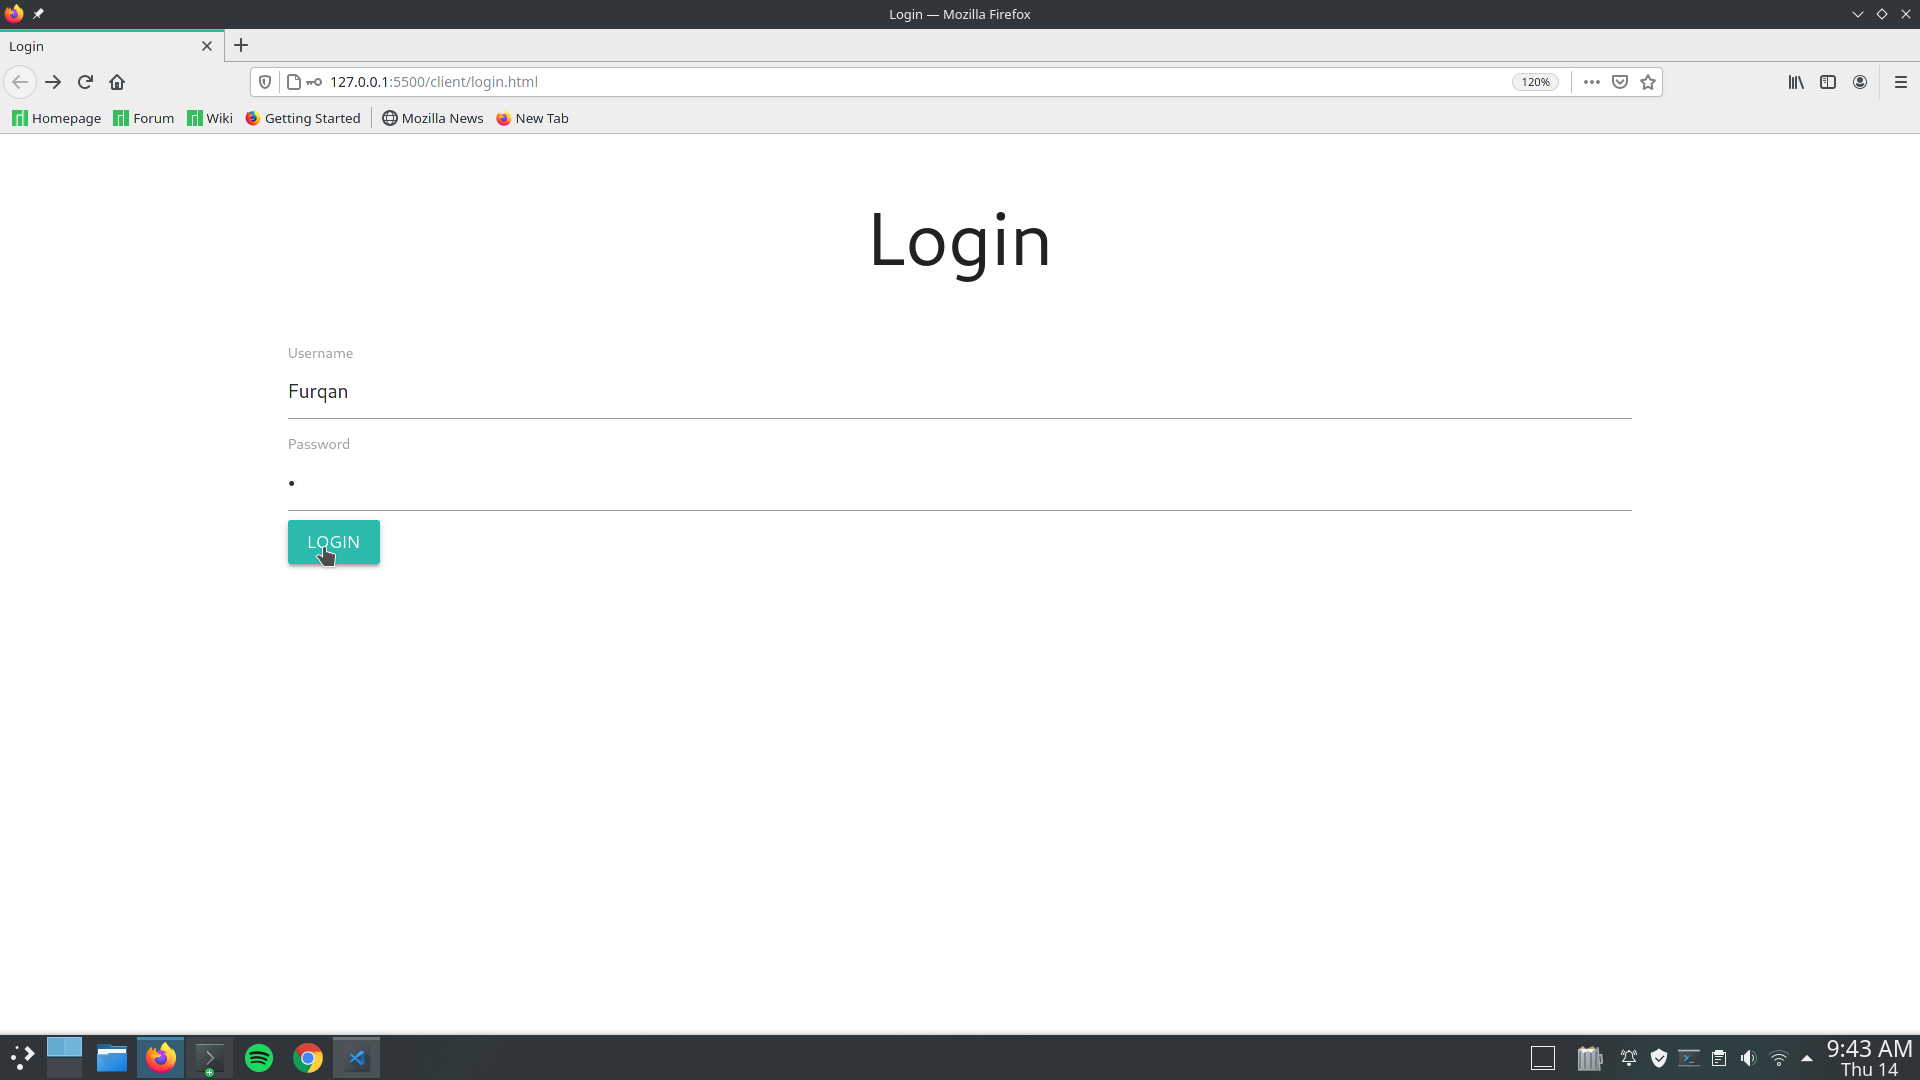 Login — Mozilla Firefox
Login
127.0.0.1:5500/client/login.html
120%
Homepage
Forum
Wiki
Getting Started
Mozilla News
New Tab
Login
Username
Furqan
Password
LOGIN
9:43 AM
Thu 14